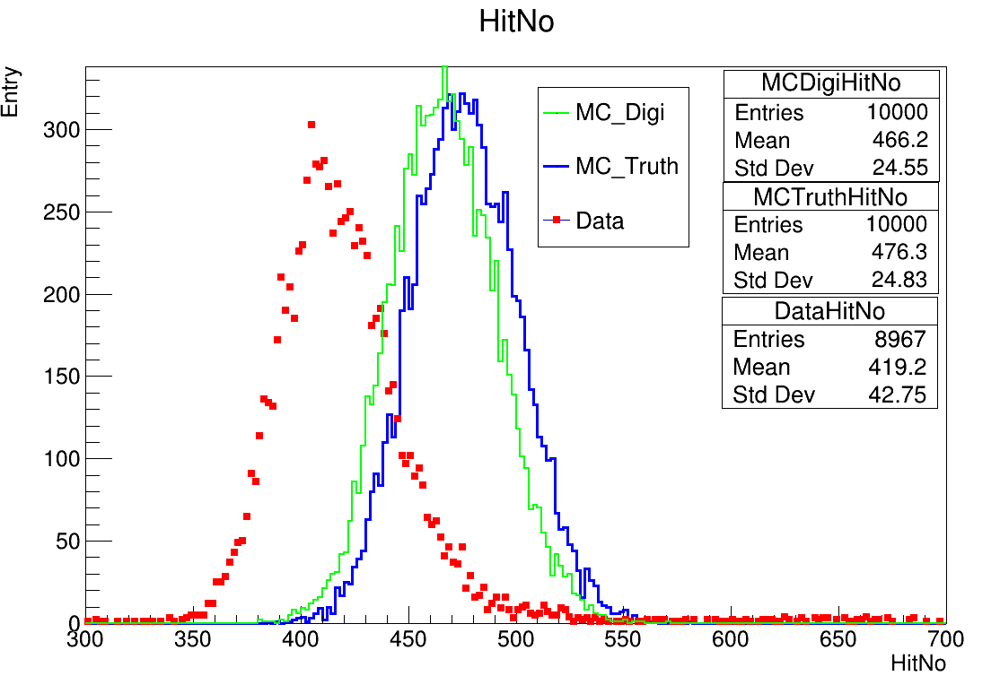 HitNo
Entry
MC_Digi
MC_Truth
Data
MCDigiHitNo
Entries 10000
Mean 466.2
Std Dev 24.55
MCTruthHitNo
Entries 10000
Mean 476.3
Std Dev 24.83
DataHitNo
Entries 8967
Mean 419.2
Std Dev 42.75
300
250
200
150
100
50
0
300 350 400 450 500 550 600 650 700
HitNo